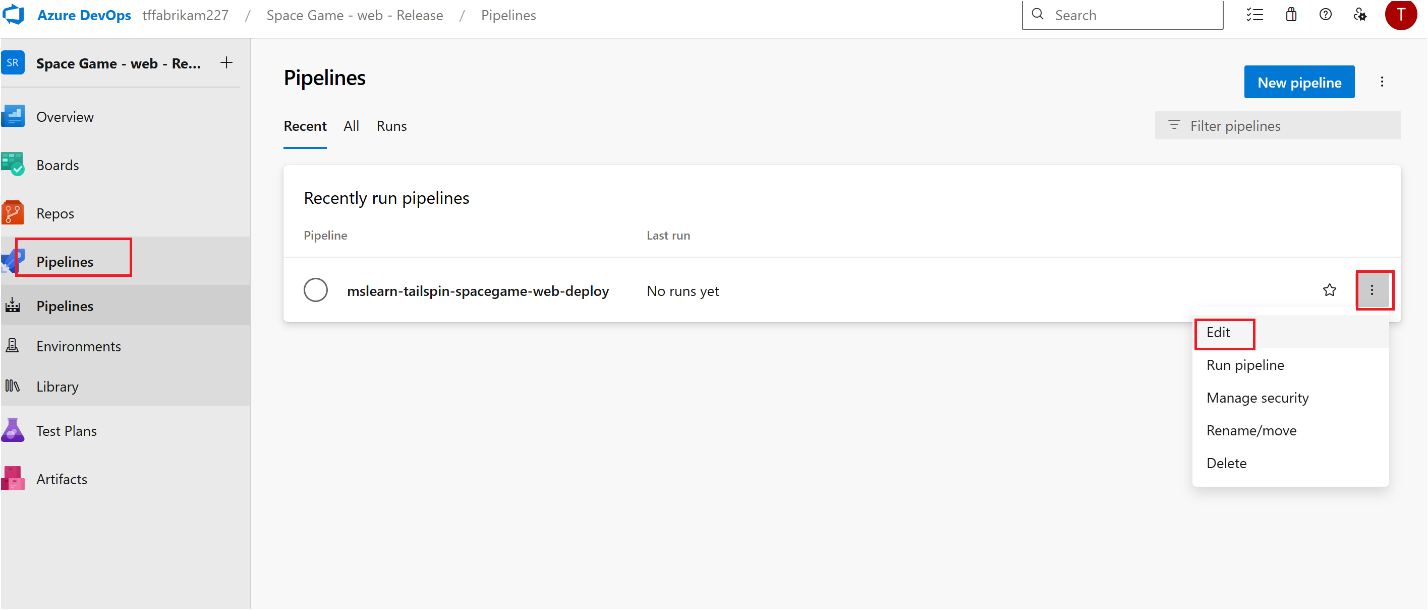 Azure DevOps tffabrikam227 / Space Game - web - Release / Pipelines Search T
SR Space Game - web - Re... +
Overview
Boards
Repos
Pipelines
Pipelines
Environments
Library
Test Plans
Artifacts
Pipelines
New pipeline
Recent All Runs
Filter pipelines
Recently run pipelines
Pipeline Last run
mslearn-tailspin-spacegame-web-deploy No runs yet
Edit
Run pipeline
Manage security
Rename/move
Delete